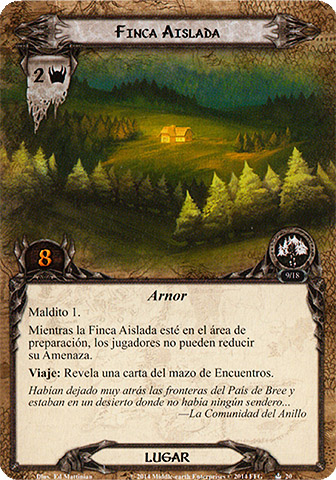 FINCA AISLADA
2
8
9/18
Arnor
Maldito 1.
Mientras la Finca Aislada esté en el área de
preparación, los jugadores no pueden reducir
su Amenaza.
Viaje: Revela una carta del mazo de Encuentros.
Habían dejado muy atrás las fronteras del País de Bree y
estaban en un desierto donde no había ningún sendero...
—La Comunidad del Anillo
LUGAR
Ilus. Ed Mattinian
©2014 Middle-earth Enterprises ©2014 FFG
20